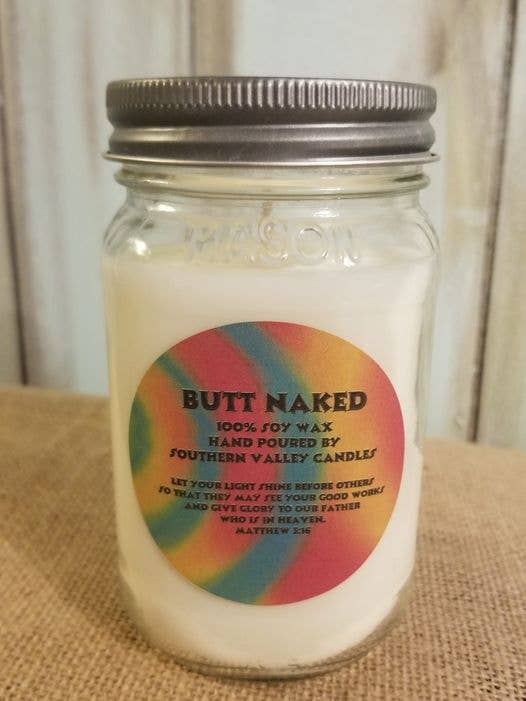 MASON
BUTT NAKED
100% SOY WAX
HAND POURED BY
SOUTHERN VALLEY CANDLES
LET YOUR LIGHT SHINE BEFORE OTHERS
SO THAT THEY MAY SEE YOUR GOOD WORKS
AND GIVE GLORY TO OUR FATHER
WHO IS IN HEAVEN.
MATTHEW 5:16